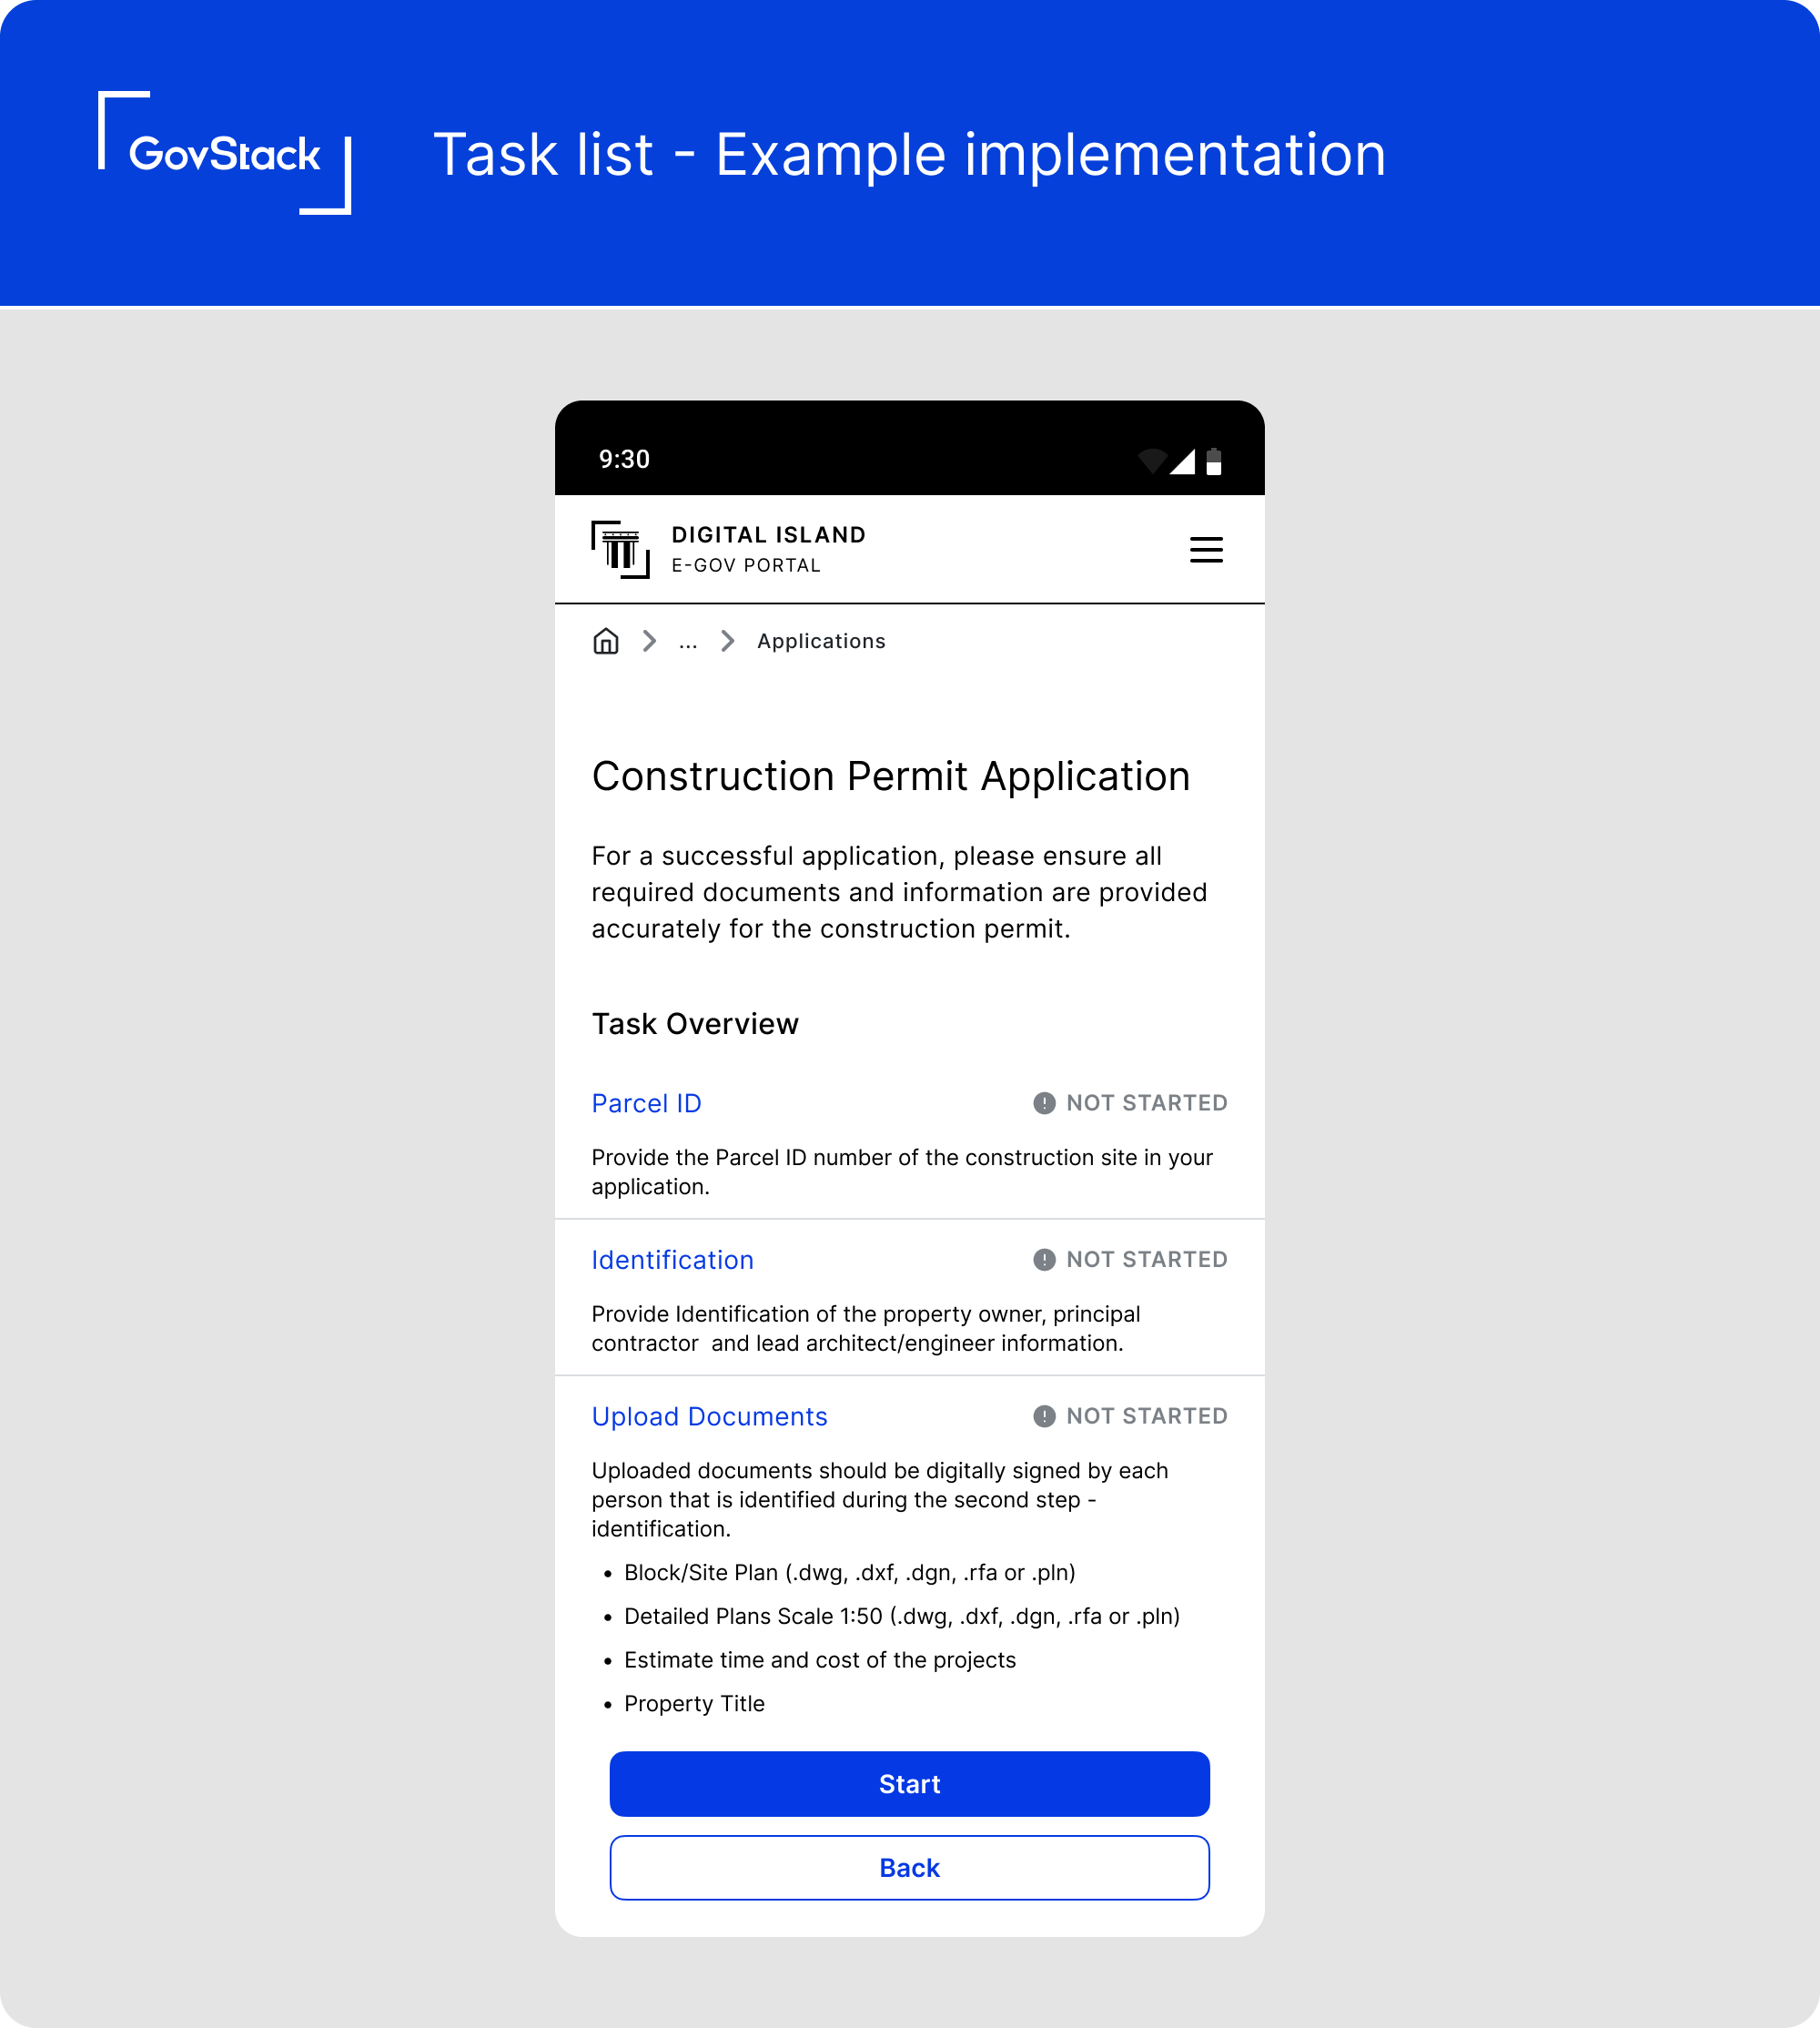 GovStack
Task list - Example implementation
9:30
DIGITAL ISLAND
E-GOV PORTAL
... Applications
Construction Permit Application
For a successful application, please ensure all
required documents and information are provided
accurately for the construction permit.
Task Overview
Parcel ID NOT STARTED
Provide the Parcel ID number of the construction site in your
application.
Identification NOT STARTED
Provide Identification of the property owner, principal
contractor  and lead architect/engineer information.
Upload Documents NOT STARTED
Uploaded documents should be digitally signed by each
person that is identified during the second step -
identification.
• Block/Site Plan (.dwg, .dxf, .dgn, .rfa or .pln)
• Detailed Plans Scale 1:50 (.dwg, .dxf, .dgn, .rfa or .pln)
• Estimate time and cost of the projects
• Property Title
Start
Back